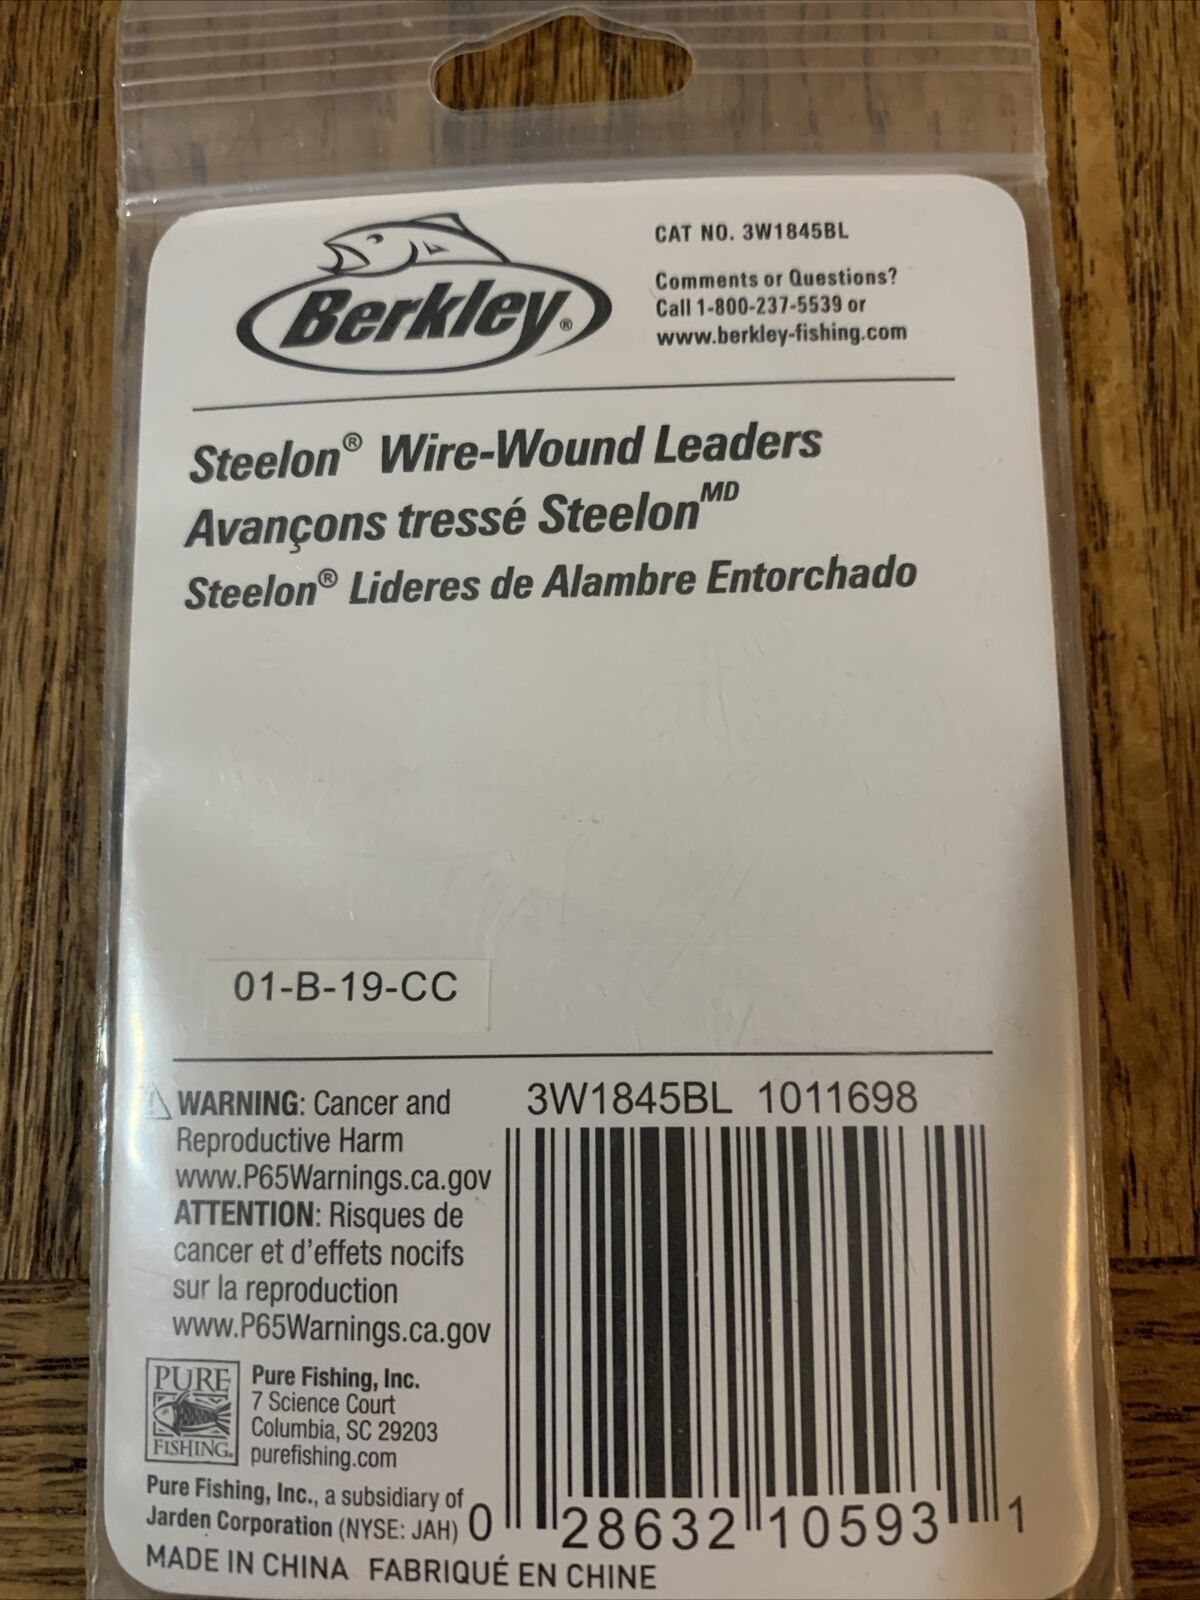 Berkley®
CAT NO. 3W1845BL
Comments or Questions?
Call 1-800-237-5539 or
www.berkley-fishing.com
Steelon® Wire-Wound Leaders
Avançons tressé Steelon MD
Steelon® Lideres de Alambre Entorchado
01-B-19-CC
WARNING: Cancer and
Reproductive Harm
www.P65Warnings.ca.gov
ATTENTION: Risques de
cancer et d'effets nocifs
sur la reproduction
www.P65Warnings.ca.gov
3W1845BL 1011698
PURE
FISHING.
Pure Fishing, Inc.
7 Science Court
Columbia, SC 29203
purefishing.com
Pure Fishing, Inc., a subsidiary of
Jarden Corporation (NYSE: JAH)
0 28632 10593 1
MADE IN CHINA FABRIQUÉ EN CHINE